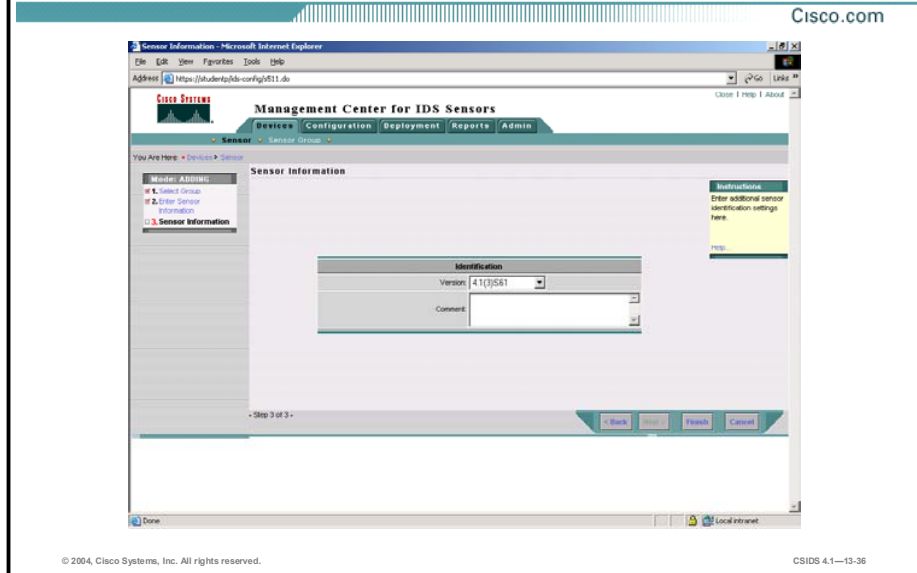 Cisco.com
Sensor Information - Microsoft Internet Explorer
File Edit View Favorites Tools Help
Address https://studentp/ids-config/s511.do Go Links »
Close | Help | About
Cisco Systems
Management Center for IDS Sensors
Devices Configuration Deployment Reports Admin
Sensor Sensor Group
You Are Here: • Devices > Sensor
Mode: ADDING
1. Select Group
2. Enter Sensor Information
3. Sensor Information
Sensor Information
Instructions
Enter additional sensor
identification settings
here.
Help...
Identification
Version: 4.1(3)S61
Comment:
- Step 3 of 3 -
< Back Next > Finish Cancel
Done Local intranet
© 2004, Cisco Systems, Inc. All rights reserved. CSIDS 4.1—13-36